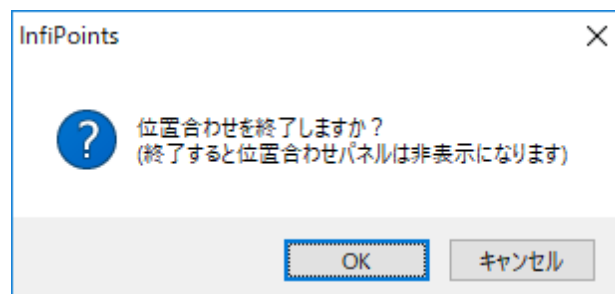 InfiPoints
位置合わせを終了しますか？
(終了すると位置合わせパネルは非表示になります)
OK
キャンセル